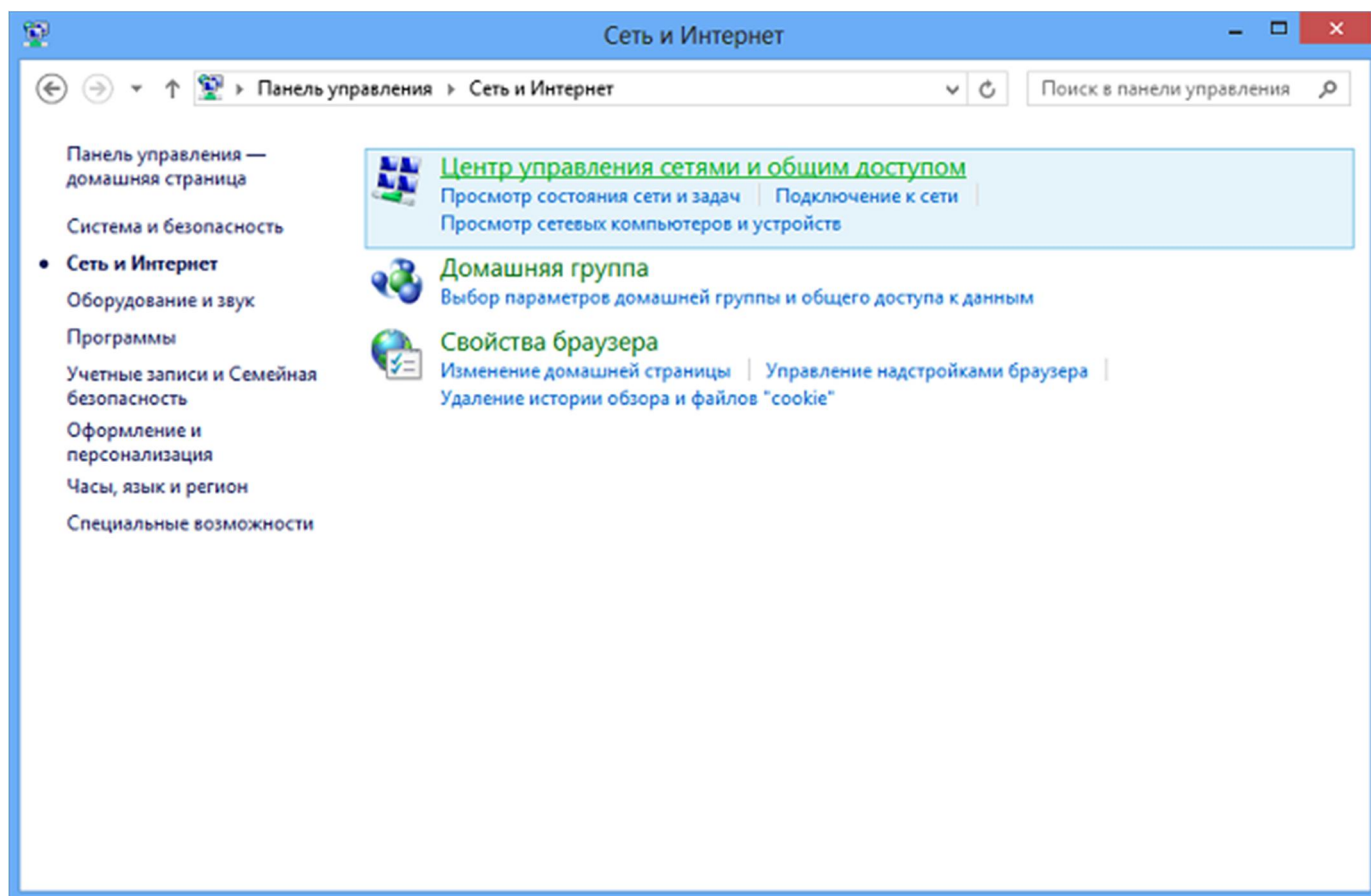 Сеть и Интернет
Панель управления Сеть и Интернет
Поиск в панели управления
Панель управления —
домашняя страница
Система и безопасность
Сеть и Интернет
Оборудование и звук
Программы
Учетные записи и Семейная
безопасность
Оформление и
персонализация
Часы, язык и регион
Специальные возможности
Центр управления сетями и общим доступом
Просмотр состояния сети и задач Подключение к сети
Просмотр сетевых компьютеров и устройств
Домашняя группа
Выбор параметров домашней группы и общего доступа к данным
Свойства браузера
Изменение домашней страницы Управление надстройками браузера
Удаление истории обзора и файлов "cookie"